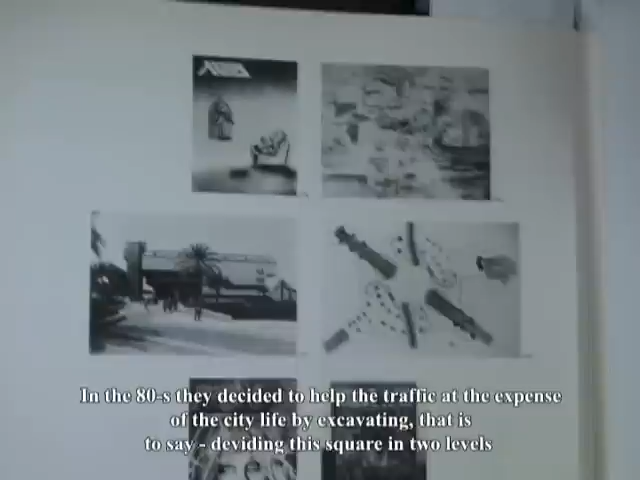 In the 80-s they decided to help the traffic at the expense
of the city life by excavating, that is
to say - deviding this square in two levels